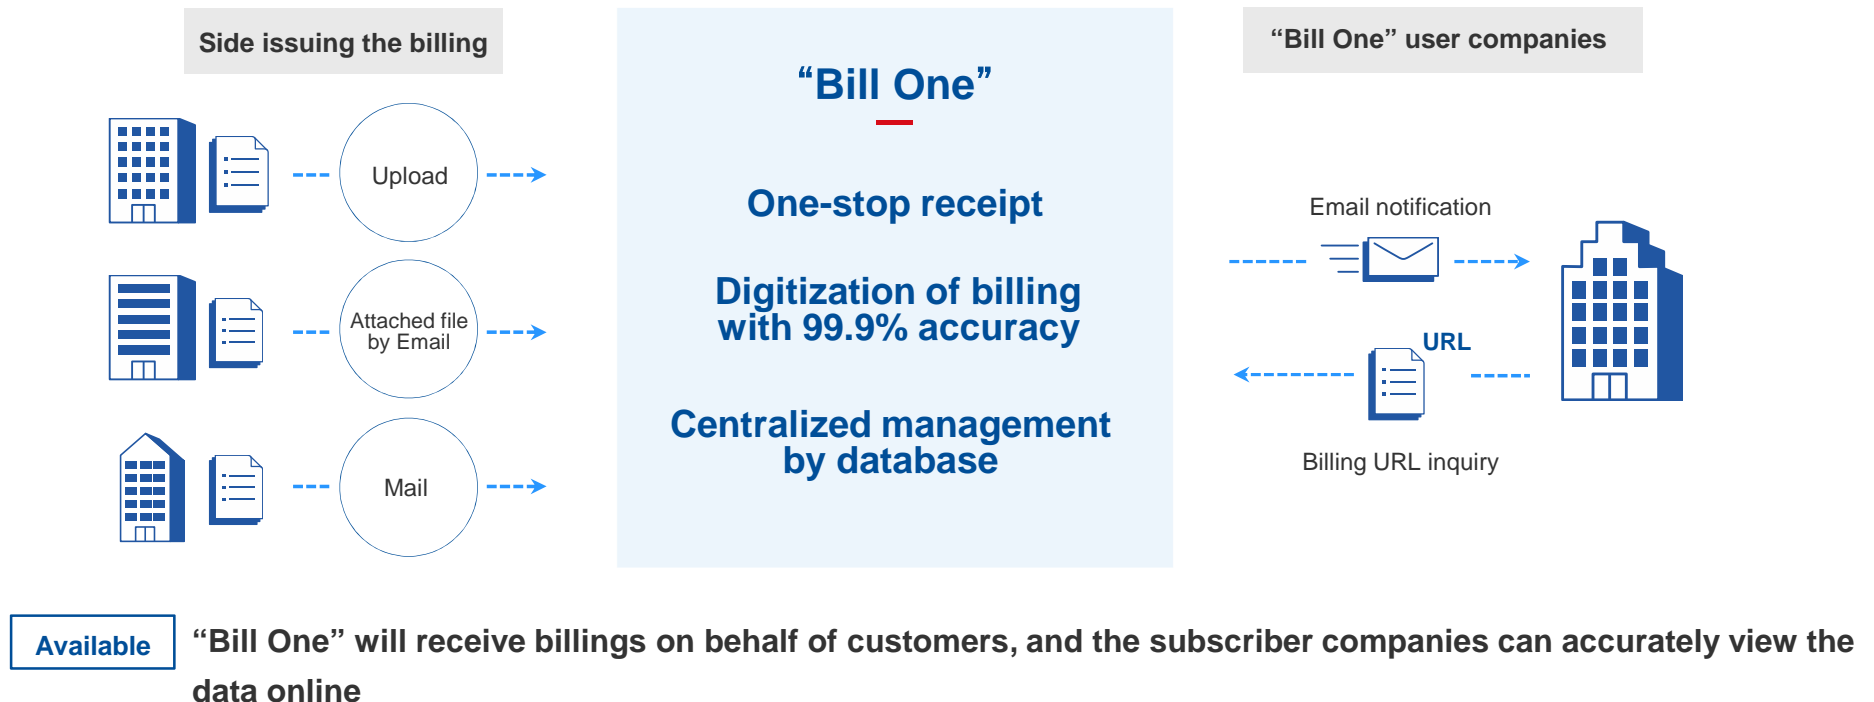 Side issuing the billing
“Bill One” user companies
“Bill One”
Upload
One-stop receipt
Email notification
Digitization of billing
with 99.9% accuracy
Attached file
by Email
URL
Centralized management
by database
Mail
Billing URL inquiry
Available
“Bill One” will receive billings on behalf of customers, and the subscriber companies can accurately view the
data online